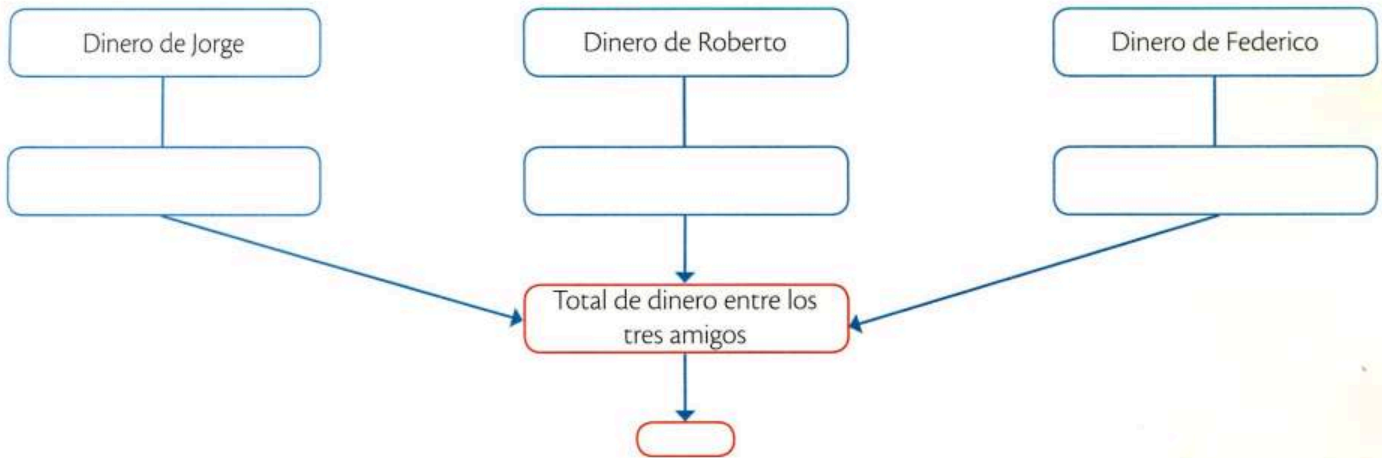 Dinero de Jorge
Dinero de Roberto
Dinero de Federico
Total de dinero entre los
tres amigos